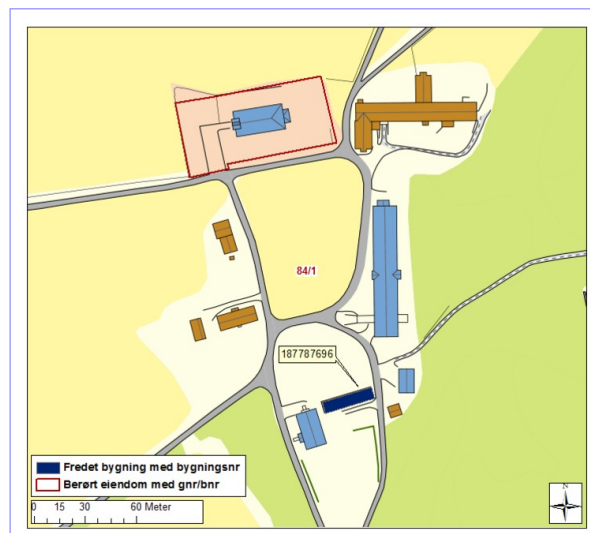 84/1
187787696
Fredet bygning med bygningsnr
Berørt eiendom med gnr/bnr
0 15 30 60 Meter
N